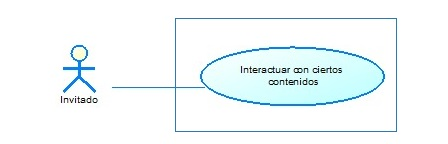 Interactuar con ciertos
contenidos
Invitado